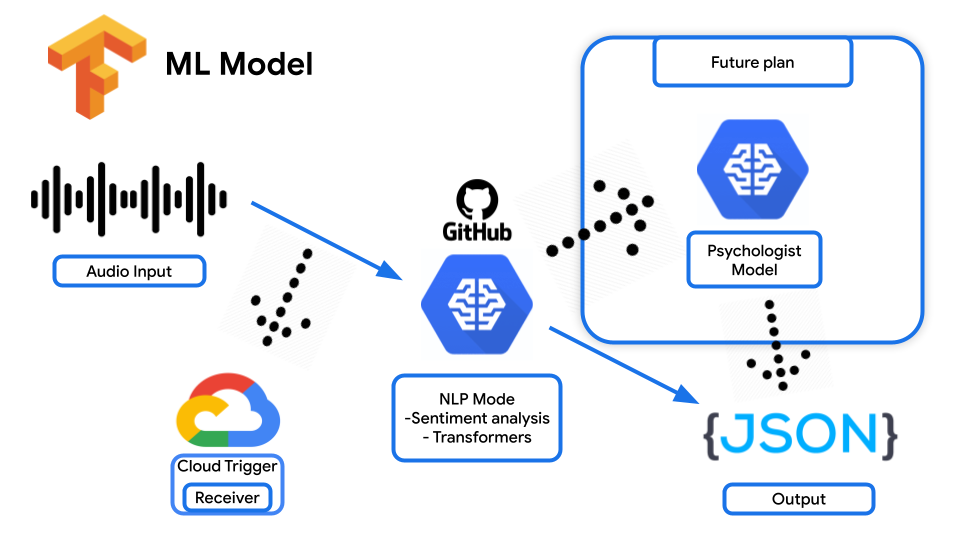 ML Model
Future plan
GitHub
Audio Input
Psychologist
Model
NLP Mode
-Sentiment analysis
- Transformers
{JSON}
Cloud Trigger
Receiver
Output